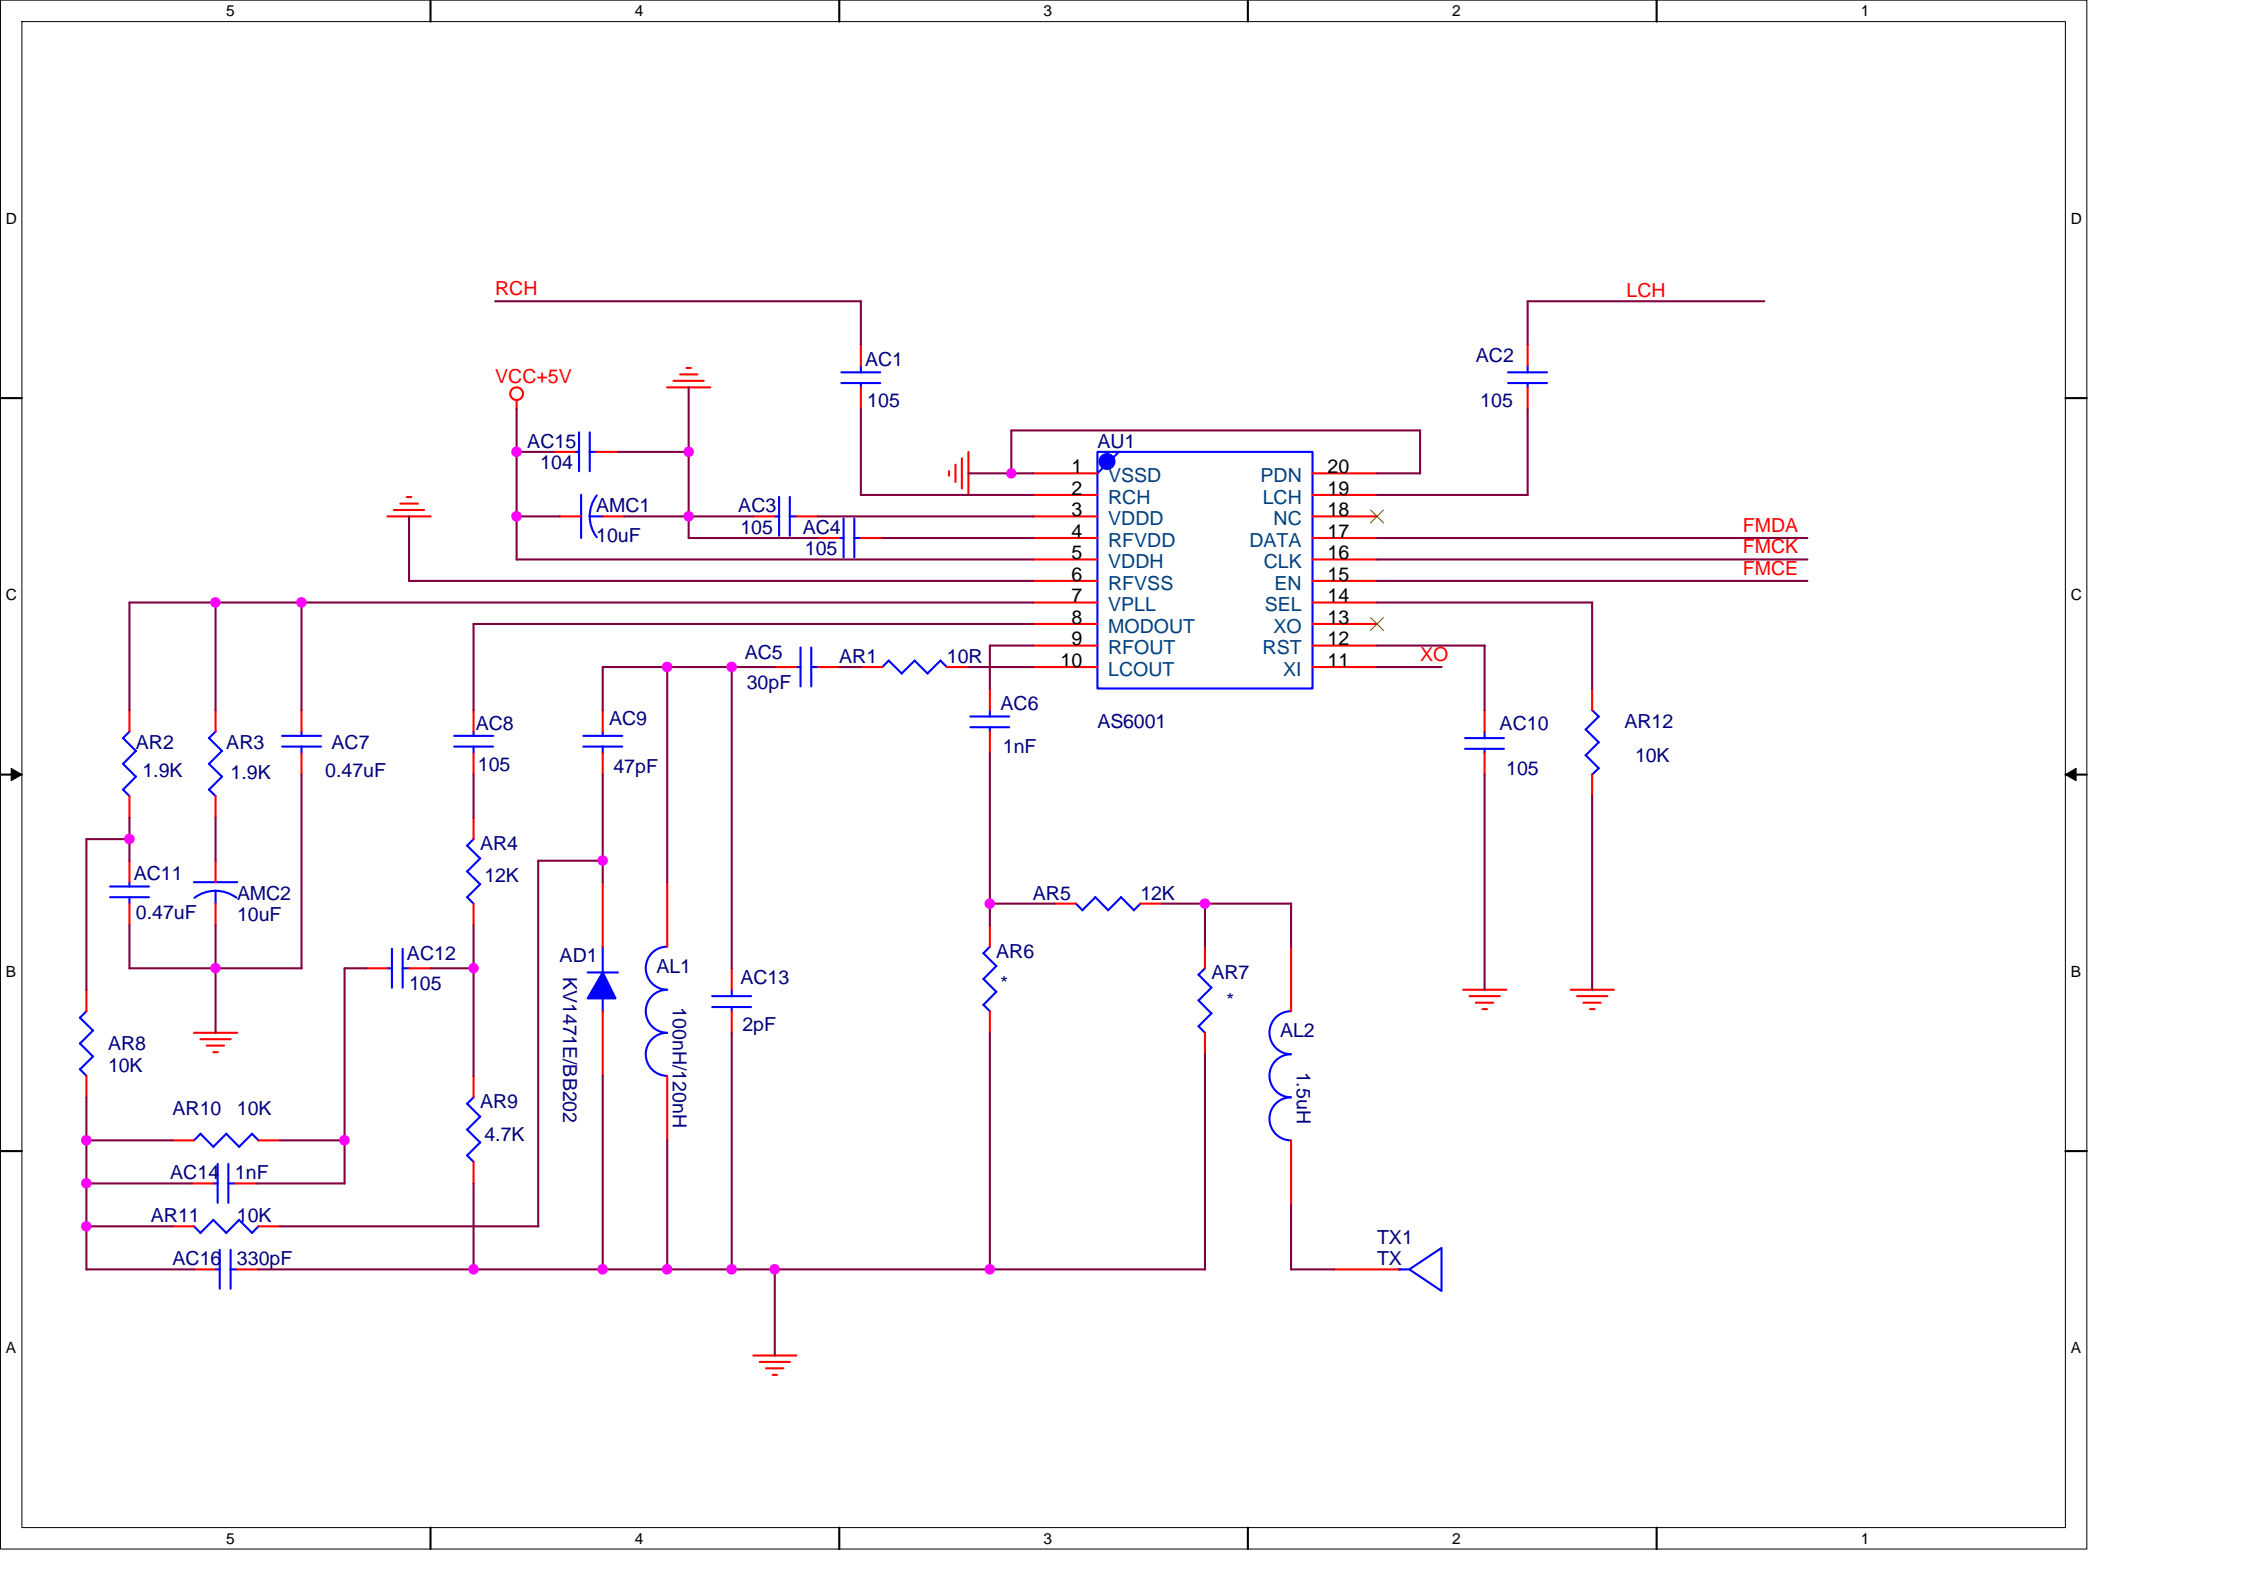 5 4 3 2 1
D D
RCH
LCH
VCC+5V
AC1
105
AC2
105
AC15
104
AMC1
10uF
AC3
105
AC4
105
AU1
1 VSSD PDN 20
2 RCH LCH 19
3 VDDD NC 18
4 RFVDD DATA 17
5 VDDH CLK 16
6 RFVSS EN 15
7 VPLL SEL 14
8 MODOUT XO 13
9 RFOUT RST 12
10 LCOUT XI 11
AS6001
FMDA
FMCK
FMCE
XO
C C
AC5
30pF
AR1 10R
AC6
1nF
AC10
105
AR12
10K
AR2
1.9K
AR3
1.9K
AC7
0.47uF
AC8
105
AC9
47pF
AR4
12K
AC11
0.47uF
AMC2
10uF
AR5 12K
AC12
105
AD1
KV1471E/BB202
AL1
100nH/120nH
AC13
2pF
AR6
*
AR7
*
B B
AL2
1.5uH
AR8
10K
AR10 10K
AR9
4.7K
AC14 1nF
AR11 10K
AC16 330pF
TX1
TX
A A
5 4 3 2 1